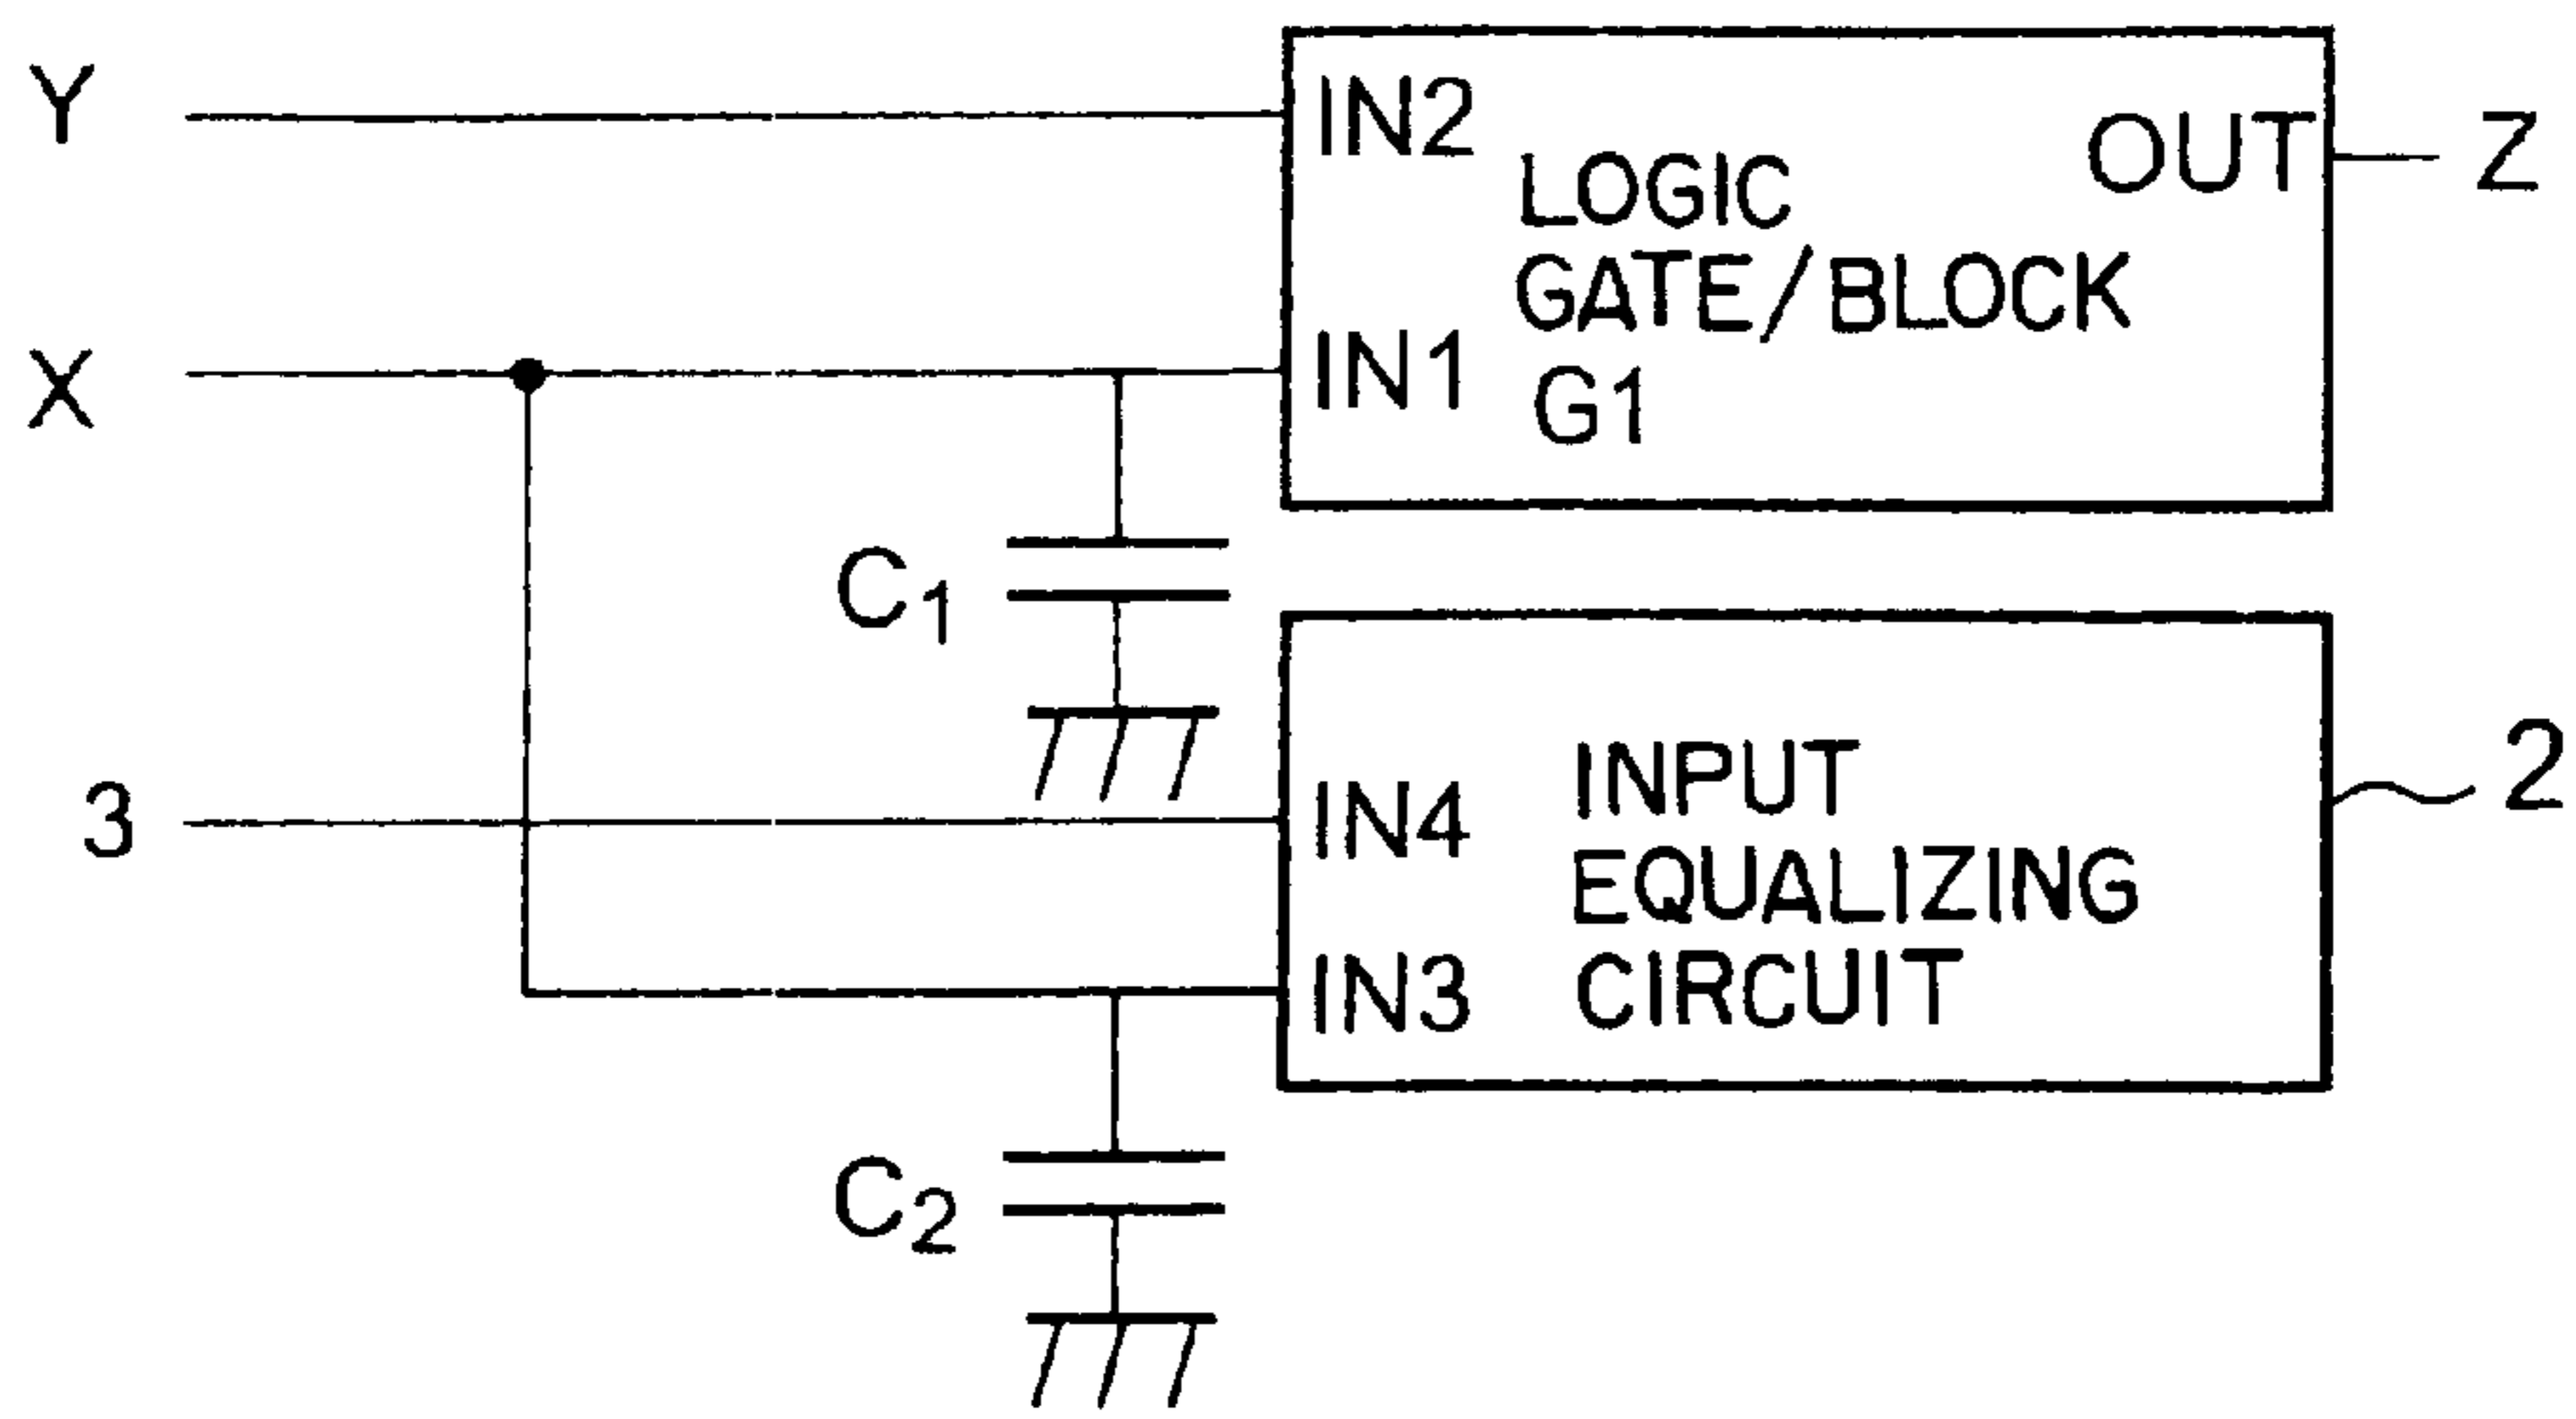 Y
IN2
OUT
Z
LOGIC
GATE/BLOCK
G1
X
IN1
C1
3
IN4
INPUT
EQUALIZING
CIRCUIT
2
IN3
C2